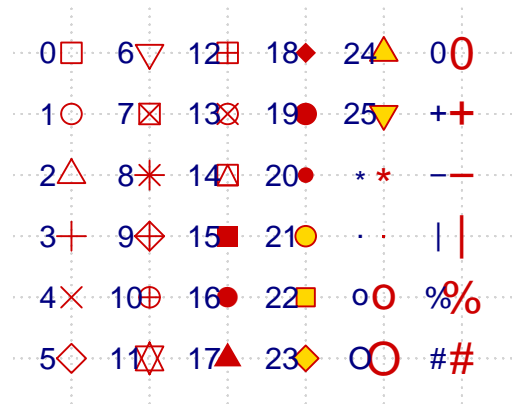 0 6 12 18 24 0 0
1 7 13 19 25 + +
2 8 14 20 * * − −
3 9 15 21 . . | |
4 10 16 22 o o % %
5 11 17 23 O O # #